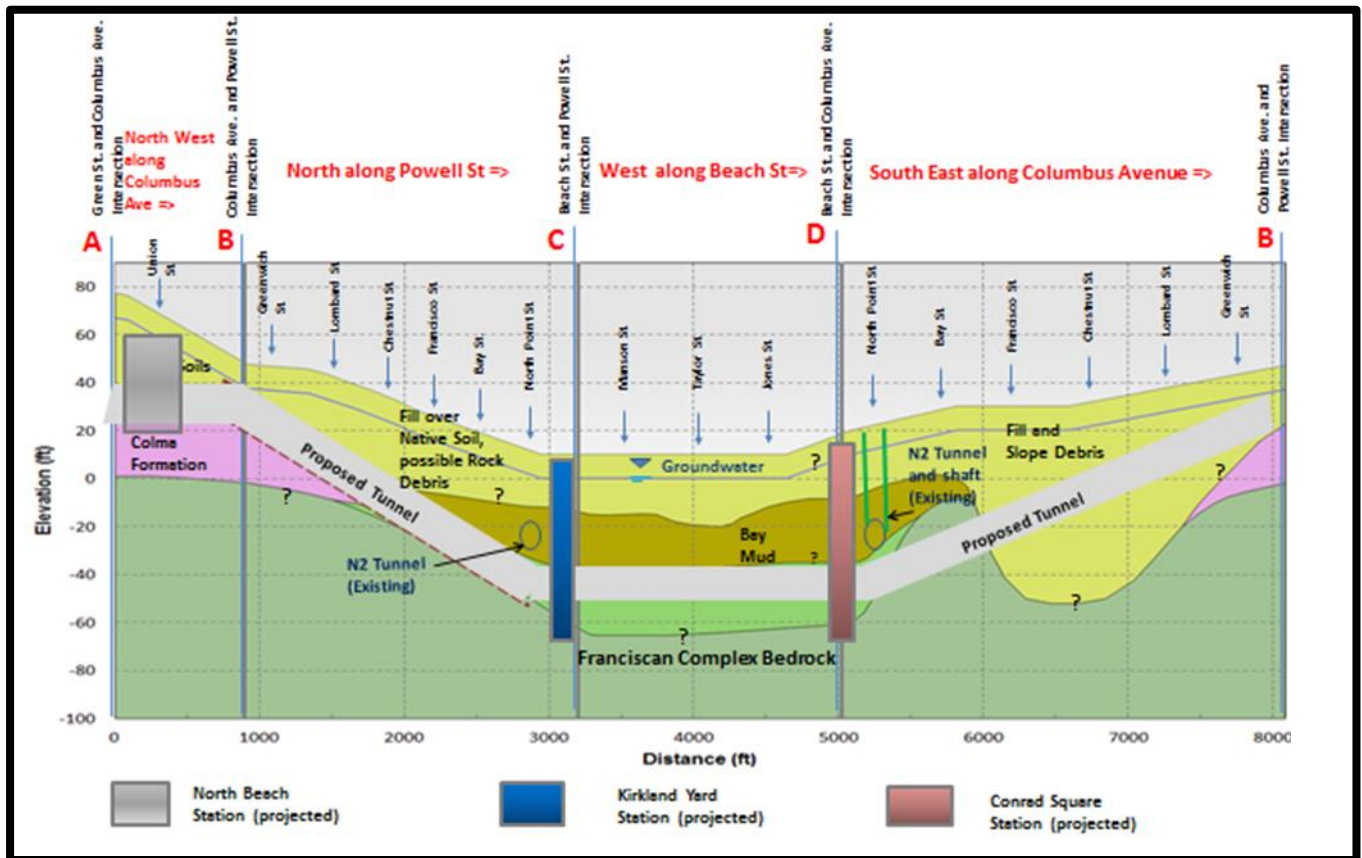 Green St. and Columbus Ave.
Intersection
North West
along
Columbus
Ave =>
Columbus Ave. and Powell St.
Intersection
North along Powell St =>
Beach St. and Powell St.
Intersection
West along Beach St=>
Beach St. and Columbus Ave.
Intersection
South East along Columbus Avenue =>
Columbus Ave. and
Powell St. Intersection
A
B
C
D
B
Union
St
Greenwich
St
Lombard St
Chestnut St
Francisco St
Bay St
North Point St
Manson St
Taylor St
Jones St
North Point St
Bay St
Francisco St
Chestnut St
Lombard St
Greenwich
St
Elevation (ft)
80
60
40
20
0
-20
-40
-60
-80
-100
oils
Colma
Formation
?
Proposed Tunnel
Fill over
Native Soil,
possible Rock
Debris
?
N2 Tunnel
(Existing)
Groundwater
?
Bay
Mud
?
?
Franciscan Complex Bedrock
N2 Tunnel
and shaft
(Existing)
Fill and
Slope Debris
Proposed Tunnel
?
?
0
1000
2000
3000
4000
5000
6000
7000
8000
Distance (ft)
North Beach
Station (projected)
Kirkland Yard
Station (projected)
Conrad Square
Station (projected)